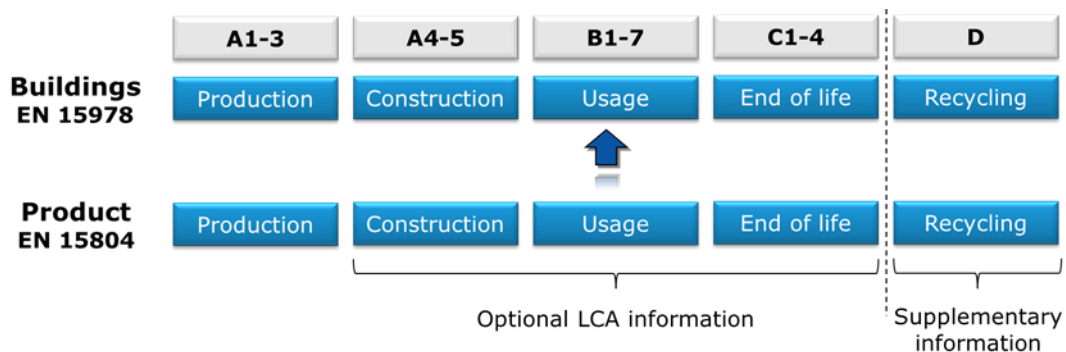 A1-3 A4-5 B1-7 C1-4 D
Buildings
EN 15978
Production Construction Usage End of life Recycling
Product
EN 15804
Production Construction Usage End of life Recycling
Optional LCA information
Supplementary
information